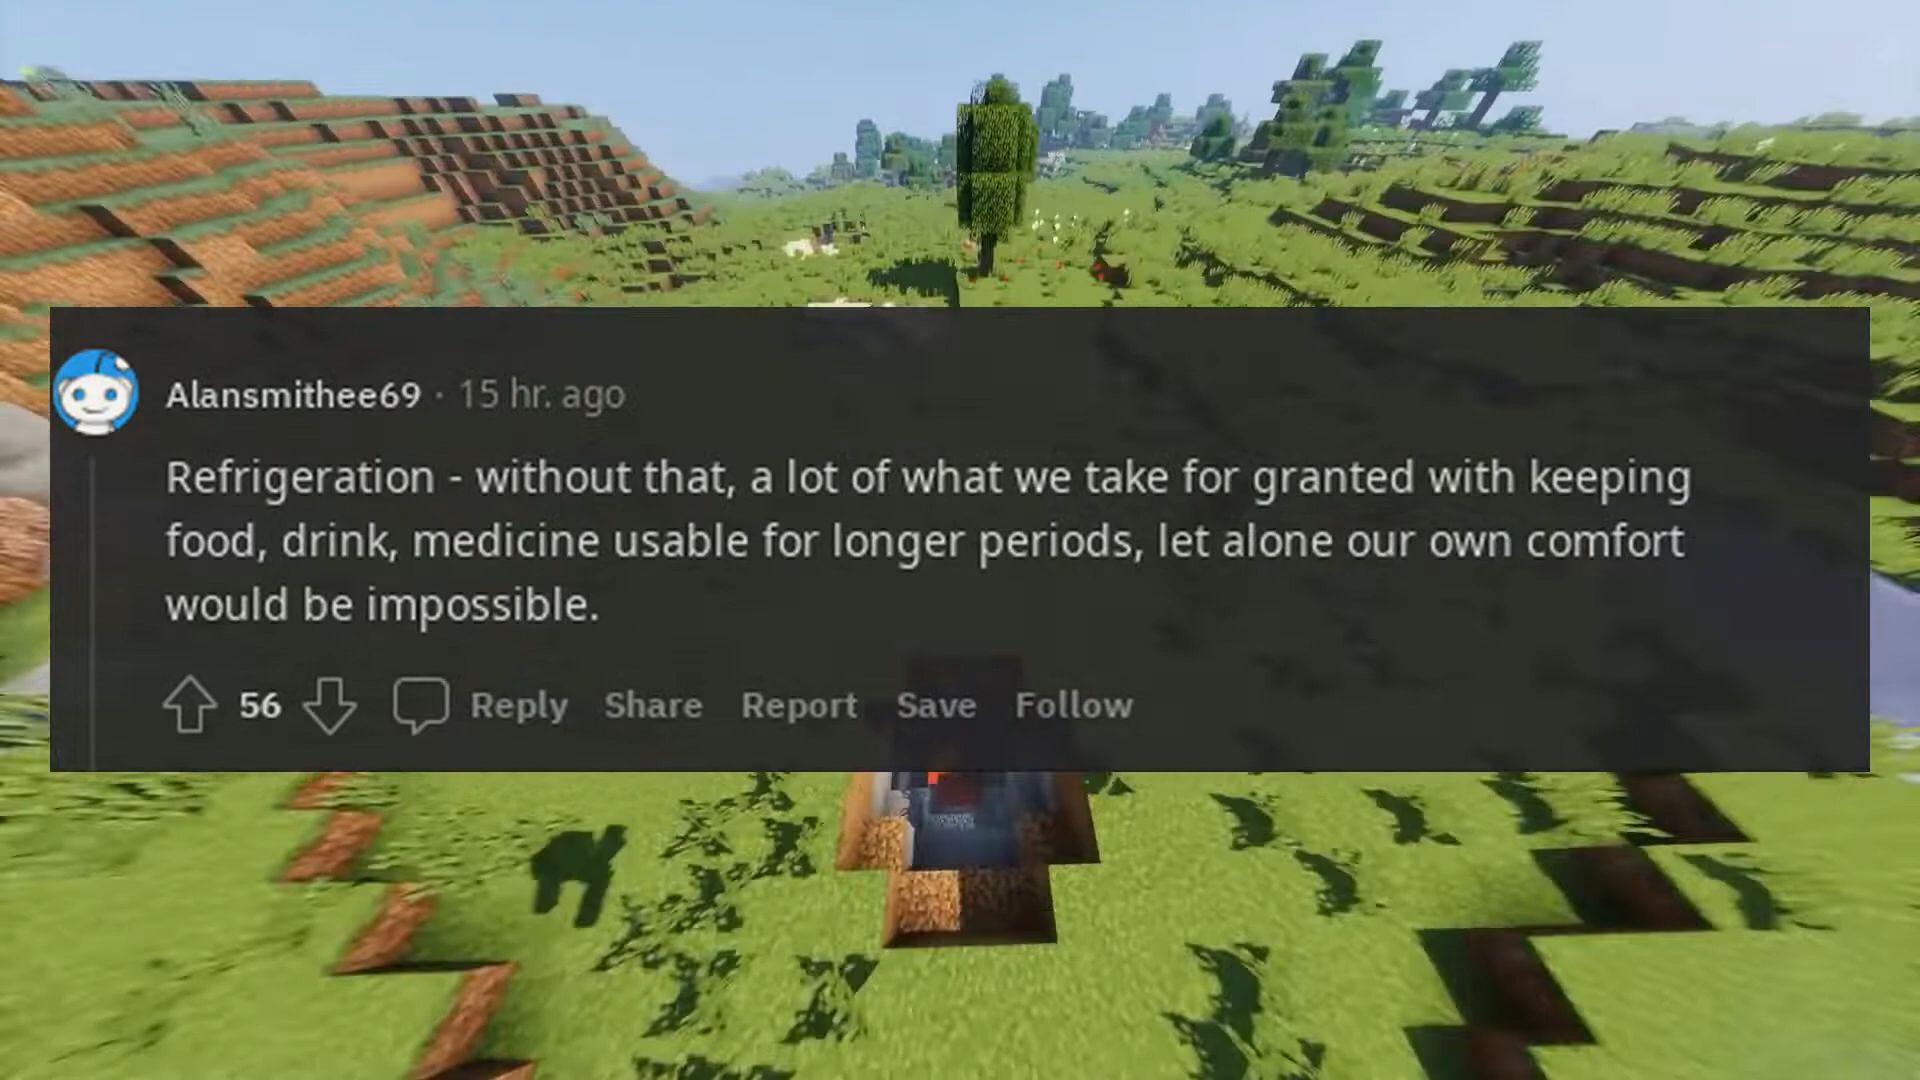 Alansmithee69 · 15 hr. ago
Refrigeration - without that, a lot of what we take for granted with keeping
food, drink, medicine usable for longer periods, let alone our own comfort
would be impossible.
56 Reply Share Report Save Follow